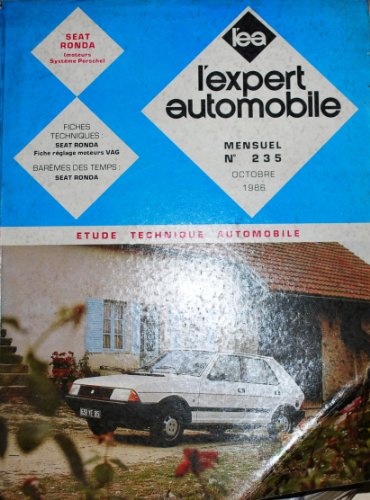 SEAT
RONDA
(moteurs
Système Porsche)
FICHES
TECHNIQUES :
SEAT RONDA
Fiche réglage moteurs VAG
BARÈMES DES TEMPS :
SEAT RONDA
lea
l'expert
automobile
MENSUEL
N° 235
OCTOBRE
1986
ETUDE TECHNIQUE AUTOMOBILE